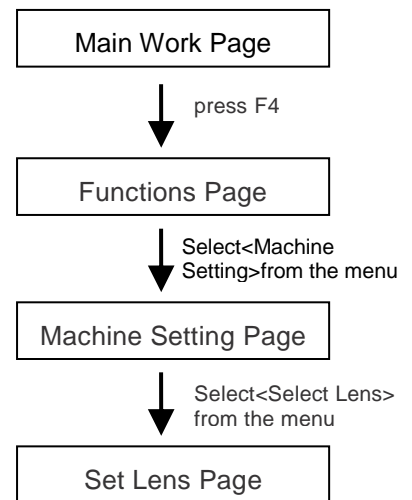 Main Work Page
press F4
Functions Page
Select<Machine
Setting>from the menu
Machine Setting Page
Select<Select Lens>
from the menu
Set Lens Page